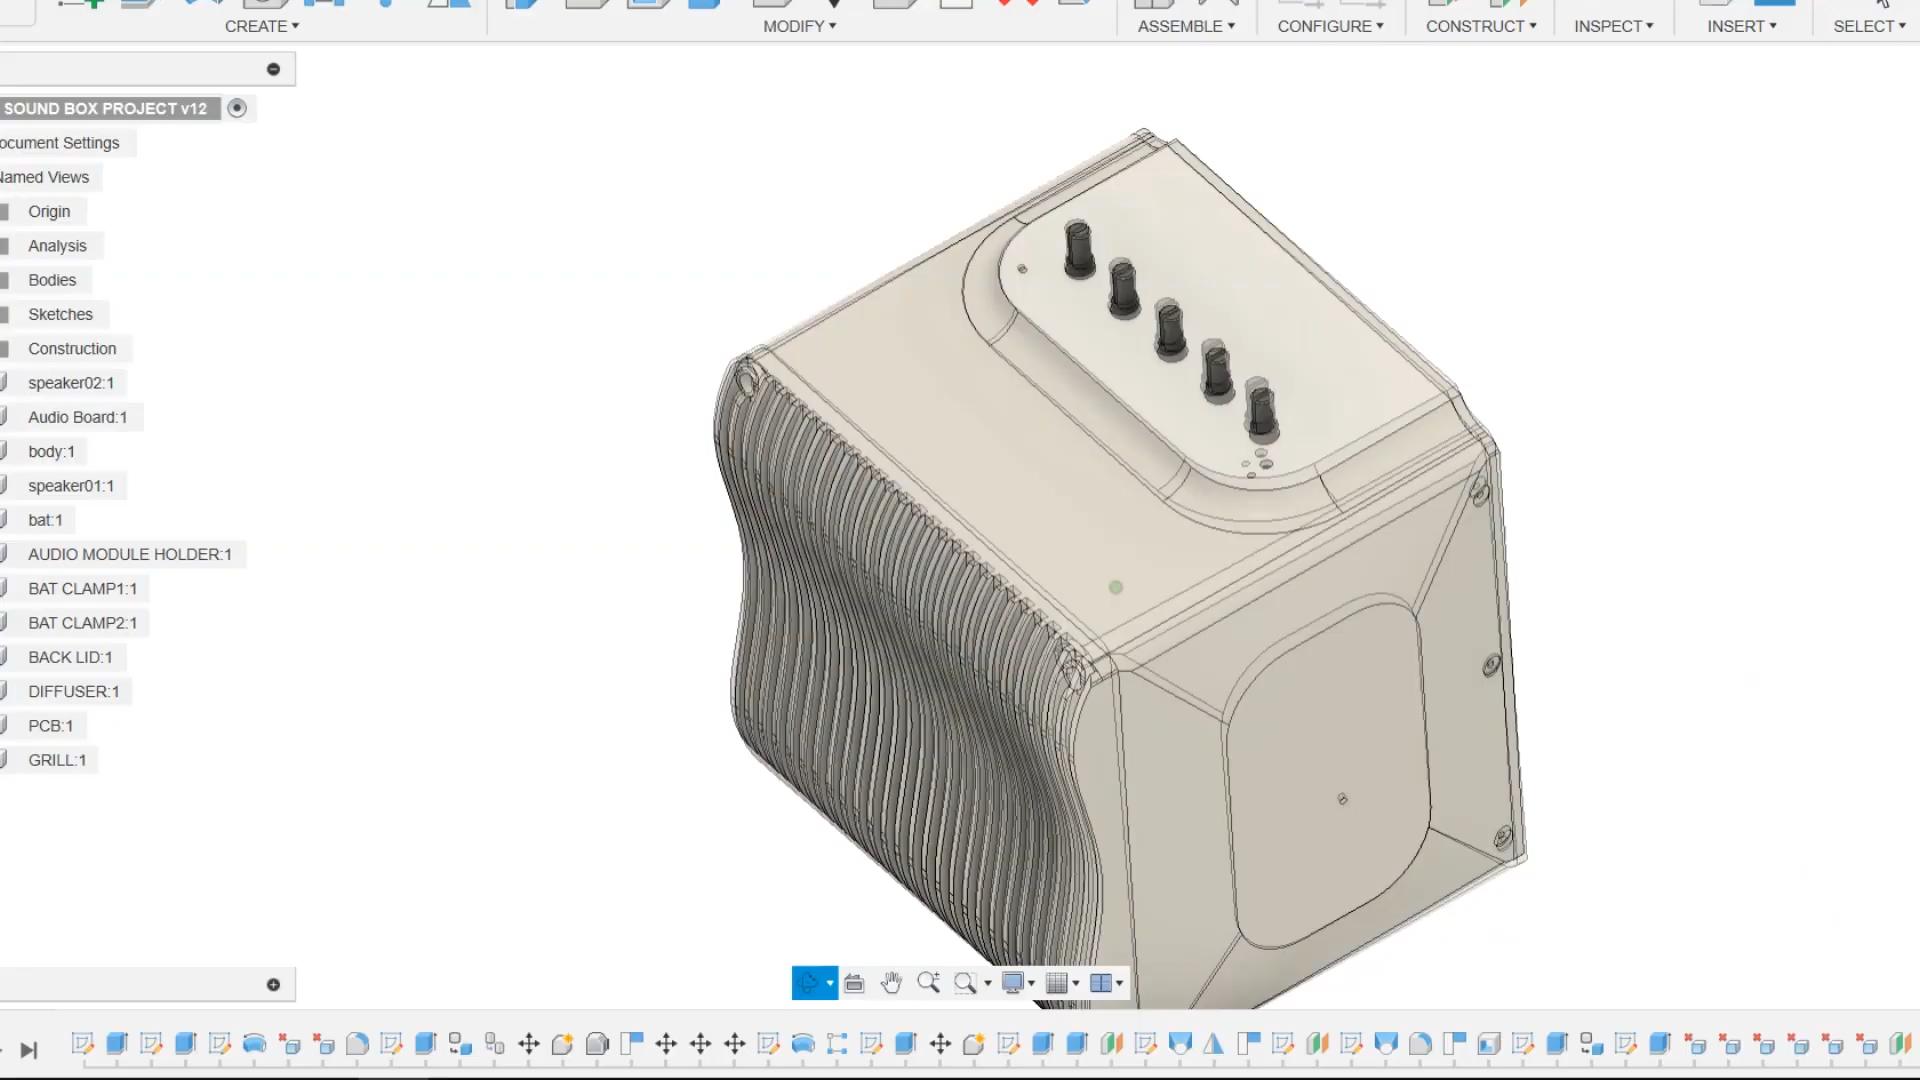 CREATE
MODIFY
ASSEMBLE
CONFIGURE
CONSTRUCT
INSPECT
INSERT
SELECT
SOUND BOX PROJECT v12
ocument Settings
Named Views
Origin
Analysis
Bodies
Sketches
Construction
speaker02:1
Audio Board:1
body:1
speaker01:1
bat:1
AUDIO MODULE HOLDER:1
BAT CLAMP1:1
BAT CLAMP2:1
BACK LID:1
DIFFUSER:1
PCB:1
GRILL:1